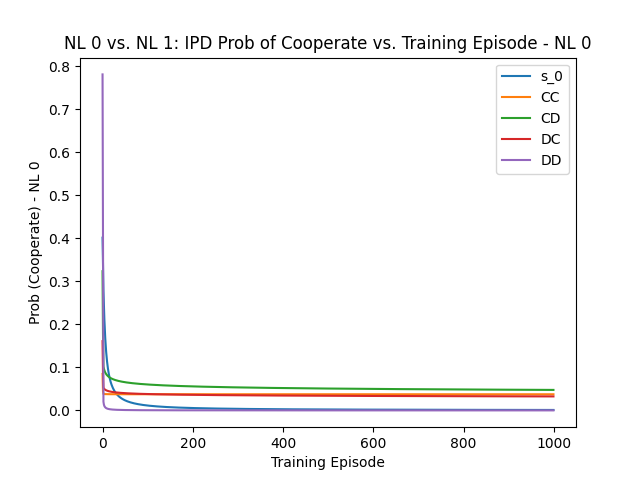 NL 0 vs. NL 1: IPD Prob of Cooperate vs. Training Episode - NL 0
Prob (Cooperate) - NL 0
0.8
0.7
0.6
0.5
0.4
0.3
0.2
0.1
0.0
s_0
CC
CD
DC
DD
0
200
400
600
800
1000
Training Episode